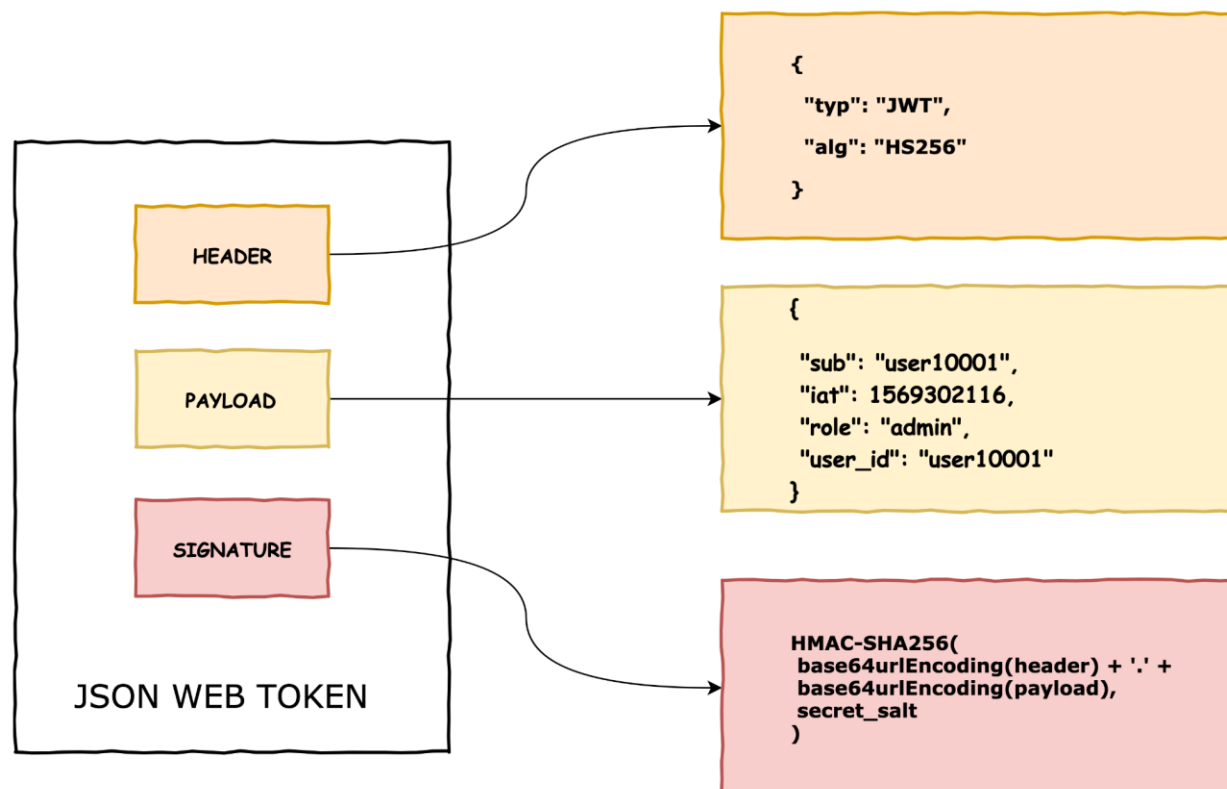 HEADER
PAYLOAD
SIGNATURE
JSON WEB TOKEN
{
"typ": "JWT",
"alg": "HS256"
}
{
"sub": "user10001",
"iat": 1569302116,
"role": "admin",
"user_id": "user10001"
}
HMAC-SHA256(
base64urlEncoding(header) + '.' +
base64urlEncoding(payload),
secret_salt
)